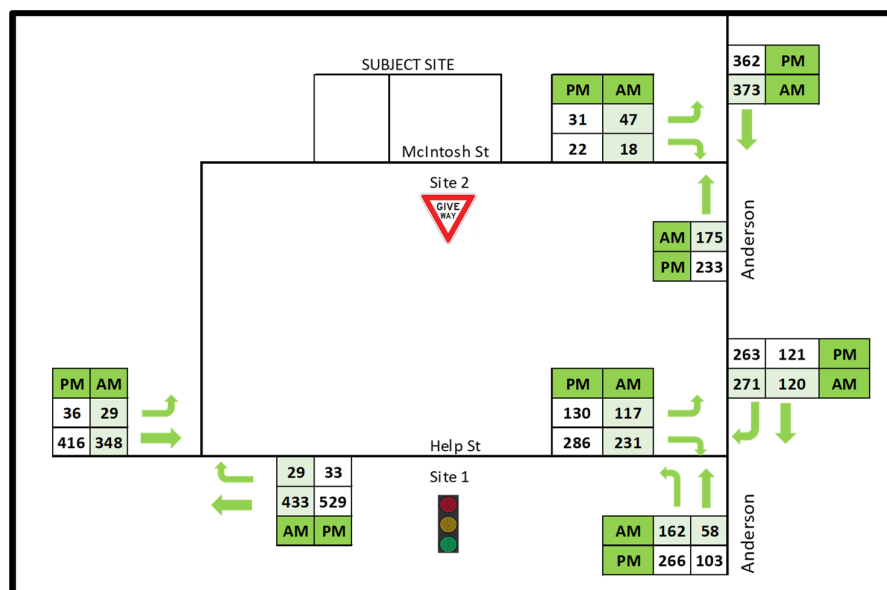 362 PM
373 AM
SUBJECT SITE
PM AM
31 47
22 18
McIntosh St
Site 2
GIVE
WAY
AM 175
PM 233
Anderson
263 121 PM
271 120 AM
PM AM
36 29
416 348
PM AM
130 117
286 231
Help St
29 33
433 529
AM PM
Site 1
AM 162 58
PM 266 103
Anderson